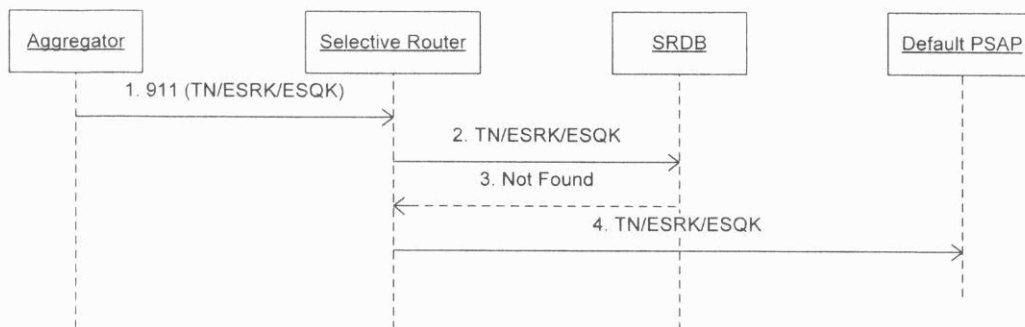 Aggregator
Selective Router
SRDB
Default PSAP
1. 911 (TN/ESRK/ESQK)
2. TN/ESRK/ESQK
3. Not Found
4. TN/ESRK/ESQK